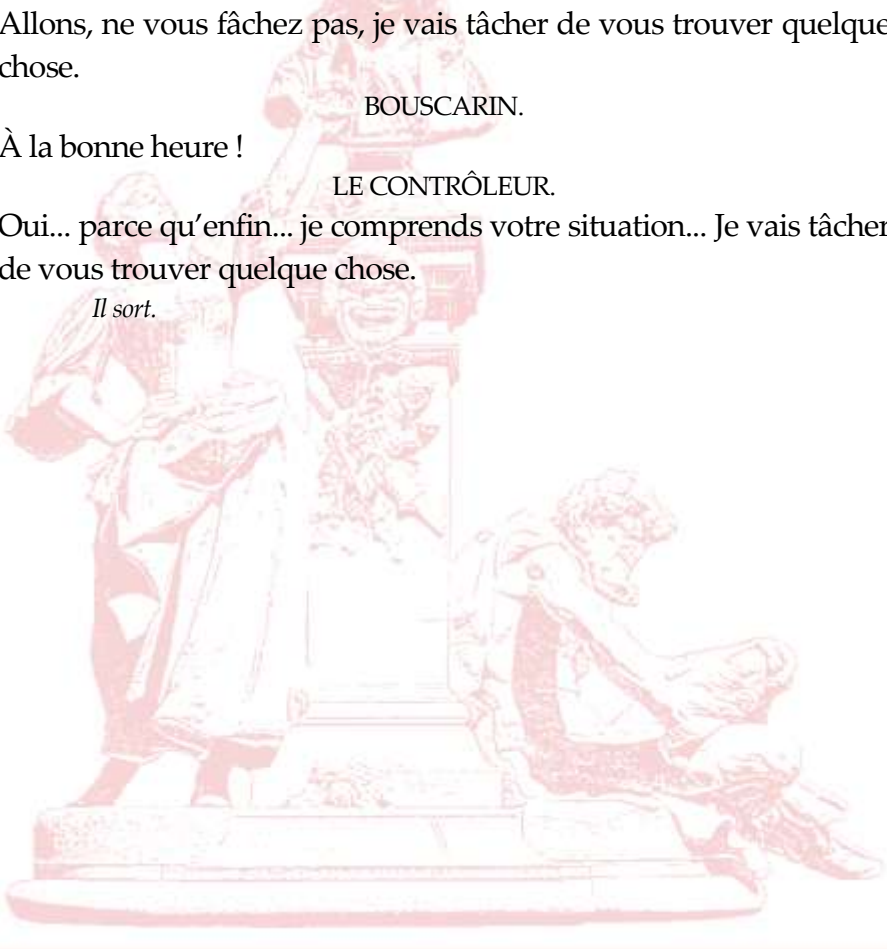 Allons, ne vous fâchez pas, je vais tâcher de vous trouver quelque
chose.
BOUSCARIN.
À la bonne heure !
LE CONTRÔLEUR.
Oui... parce qu’enfin... je comprends votre situation... Je vais tâcher
de vous trouver quelque chose.
Il sort.